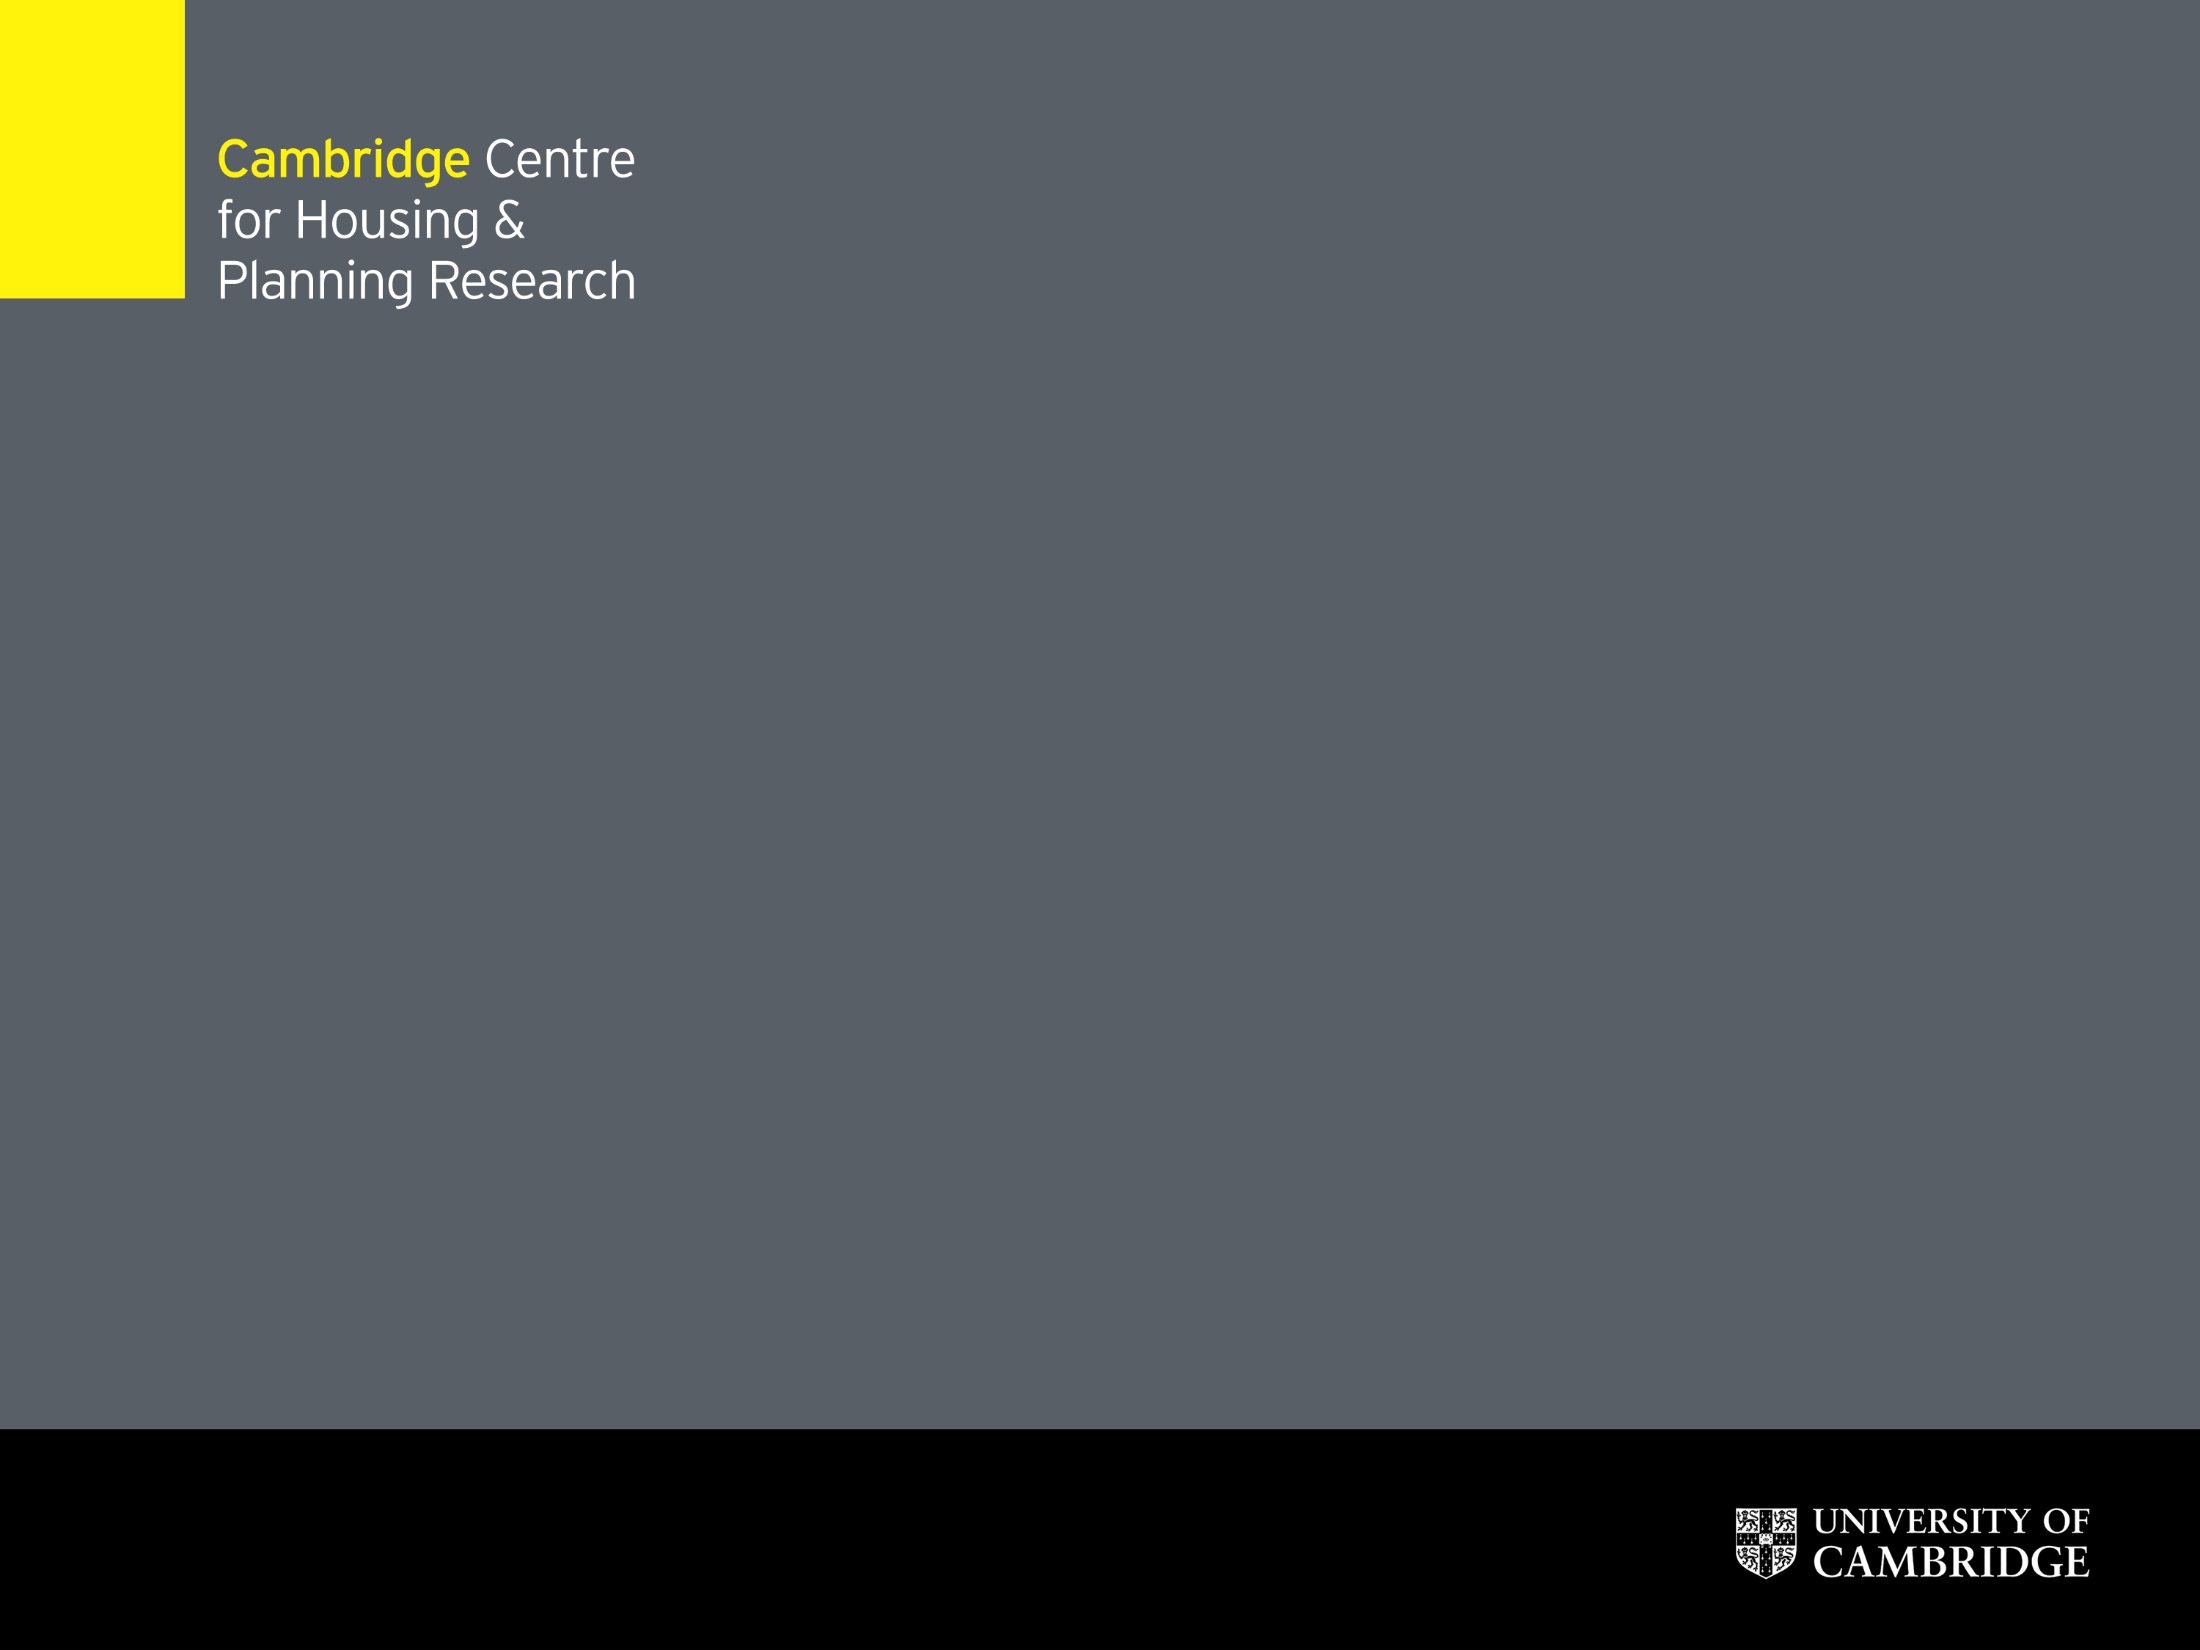 Cambridge Centre
for Housing &
Planning Research
UNIVERSITY OF
CAMBRIDGE